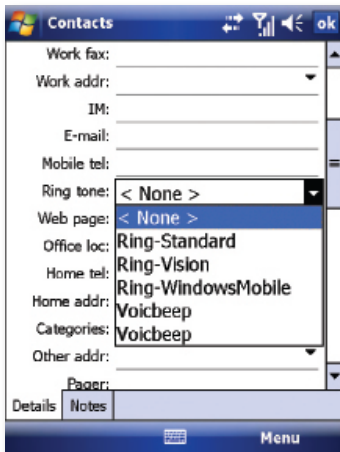 Contacts ok
Work fax:
Work addr:
IM:
E-mail:
Mobile tel:
Ring tone: < None >
Web page: < None >
Office loc: Ring-Standard
Home tel: Ring-Vision
Home addr: Ring-WindowsMobile
Categories: Voicbeep
Voicbeep
Other addr:
Pager:
Details Notes
Menu